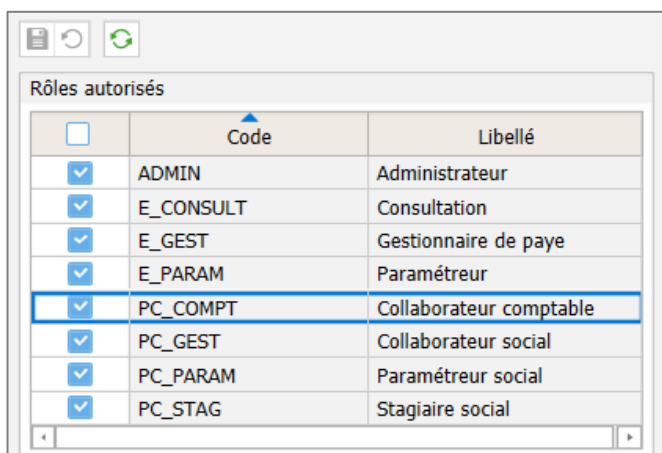 Rôles autorisés
Code Libellé
ADMIN Administrateur
E_CONSULT Consultation
E_GEST Gestionnaire de paye
E_PARAM Paramétreur
PC_COMPT Collaborateur comptable
PC_GEST Collaborateur social
PC_PARAM Paramétreur social
PC_STAG Stagiaire social